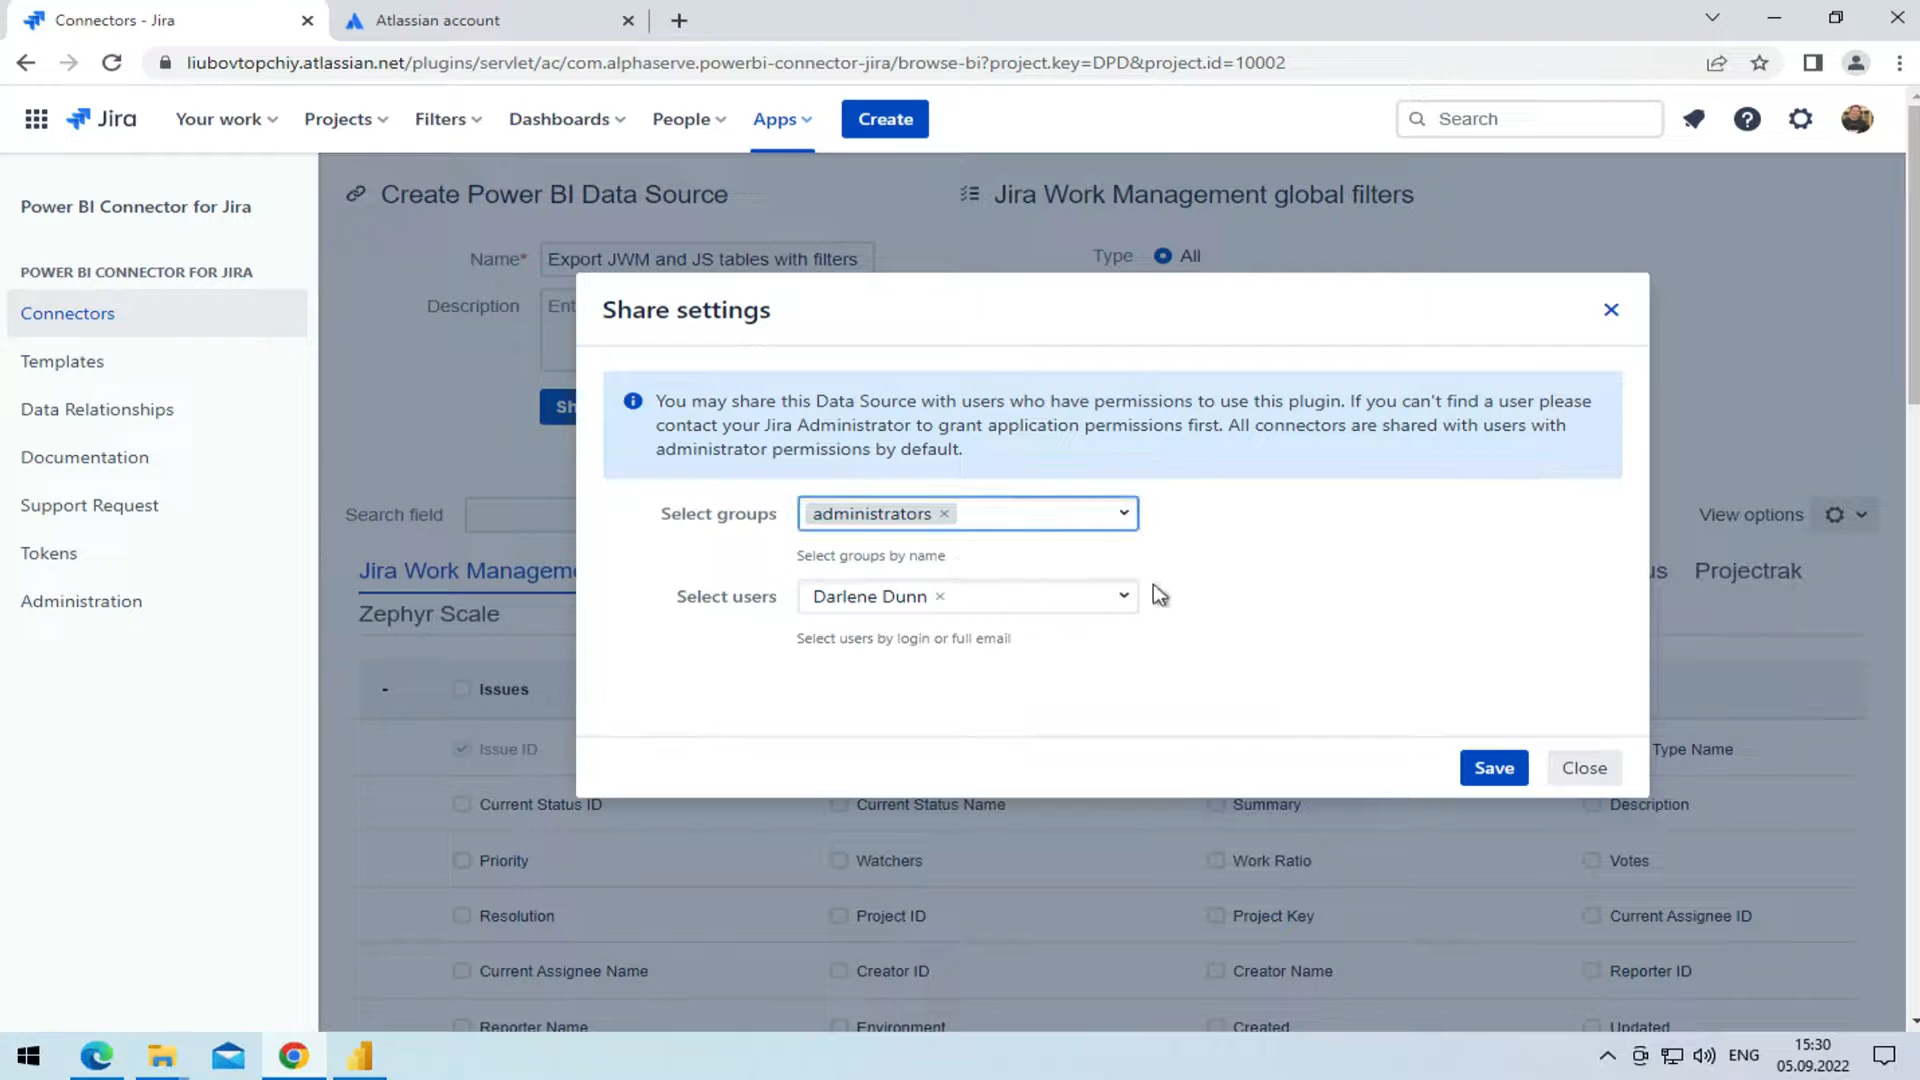 Connectors - Jira
Atlassian account
liubovtopchiy.atlassian.net/plugins/servlet/ac/com.alphaserve.powerbi-connector-jira/browse-bi?project.key=DPD&project.id=10002
Jira
Your work
Projects
Filters
Dashboards
People
Apps
Create
Search
Power BI Connector for Jira
POWER BI CONNECTOR FOR JIRA
Connectors
Templates
Data Relationships
Documentation
Support Request
Tokens
Administration
Create Power BI Data Source
Jira Work Management global filters
Name*
Export JWM and JS tables with filters
Type
All
Description
Ent
Sh
Share settings
You may share this Data Source with users who have permissions to use this plugin. If you can't find a user please
contact your Jira Administrator to grant application permissions first. All connectors are shared with users with
administrator permissions by default.
Select groups
administrators
Select groups by name
Select users
Darlene Dunn
Select users by login or full email
Save
Close
Search field
View options
Jira Work Managem
us
Projectrak
Zephyr Scale
- Issues
Issue ID
Type Name
Current Status ID
Current Status Name
Summary
Description
Priority
Watchers
Work Ratio
Votes
Resolution
Project ID
Project Key
Current Assignee ID
Current Assignee Name
Creator ID
Creator Name
Reporter ID
Reporter Name
Environment
Created
Updated
ENG
15:30
05.09.2022